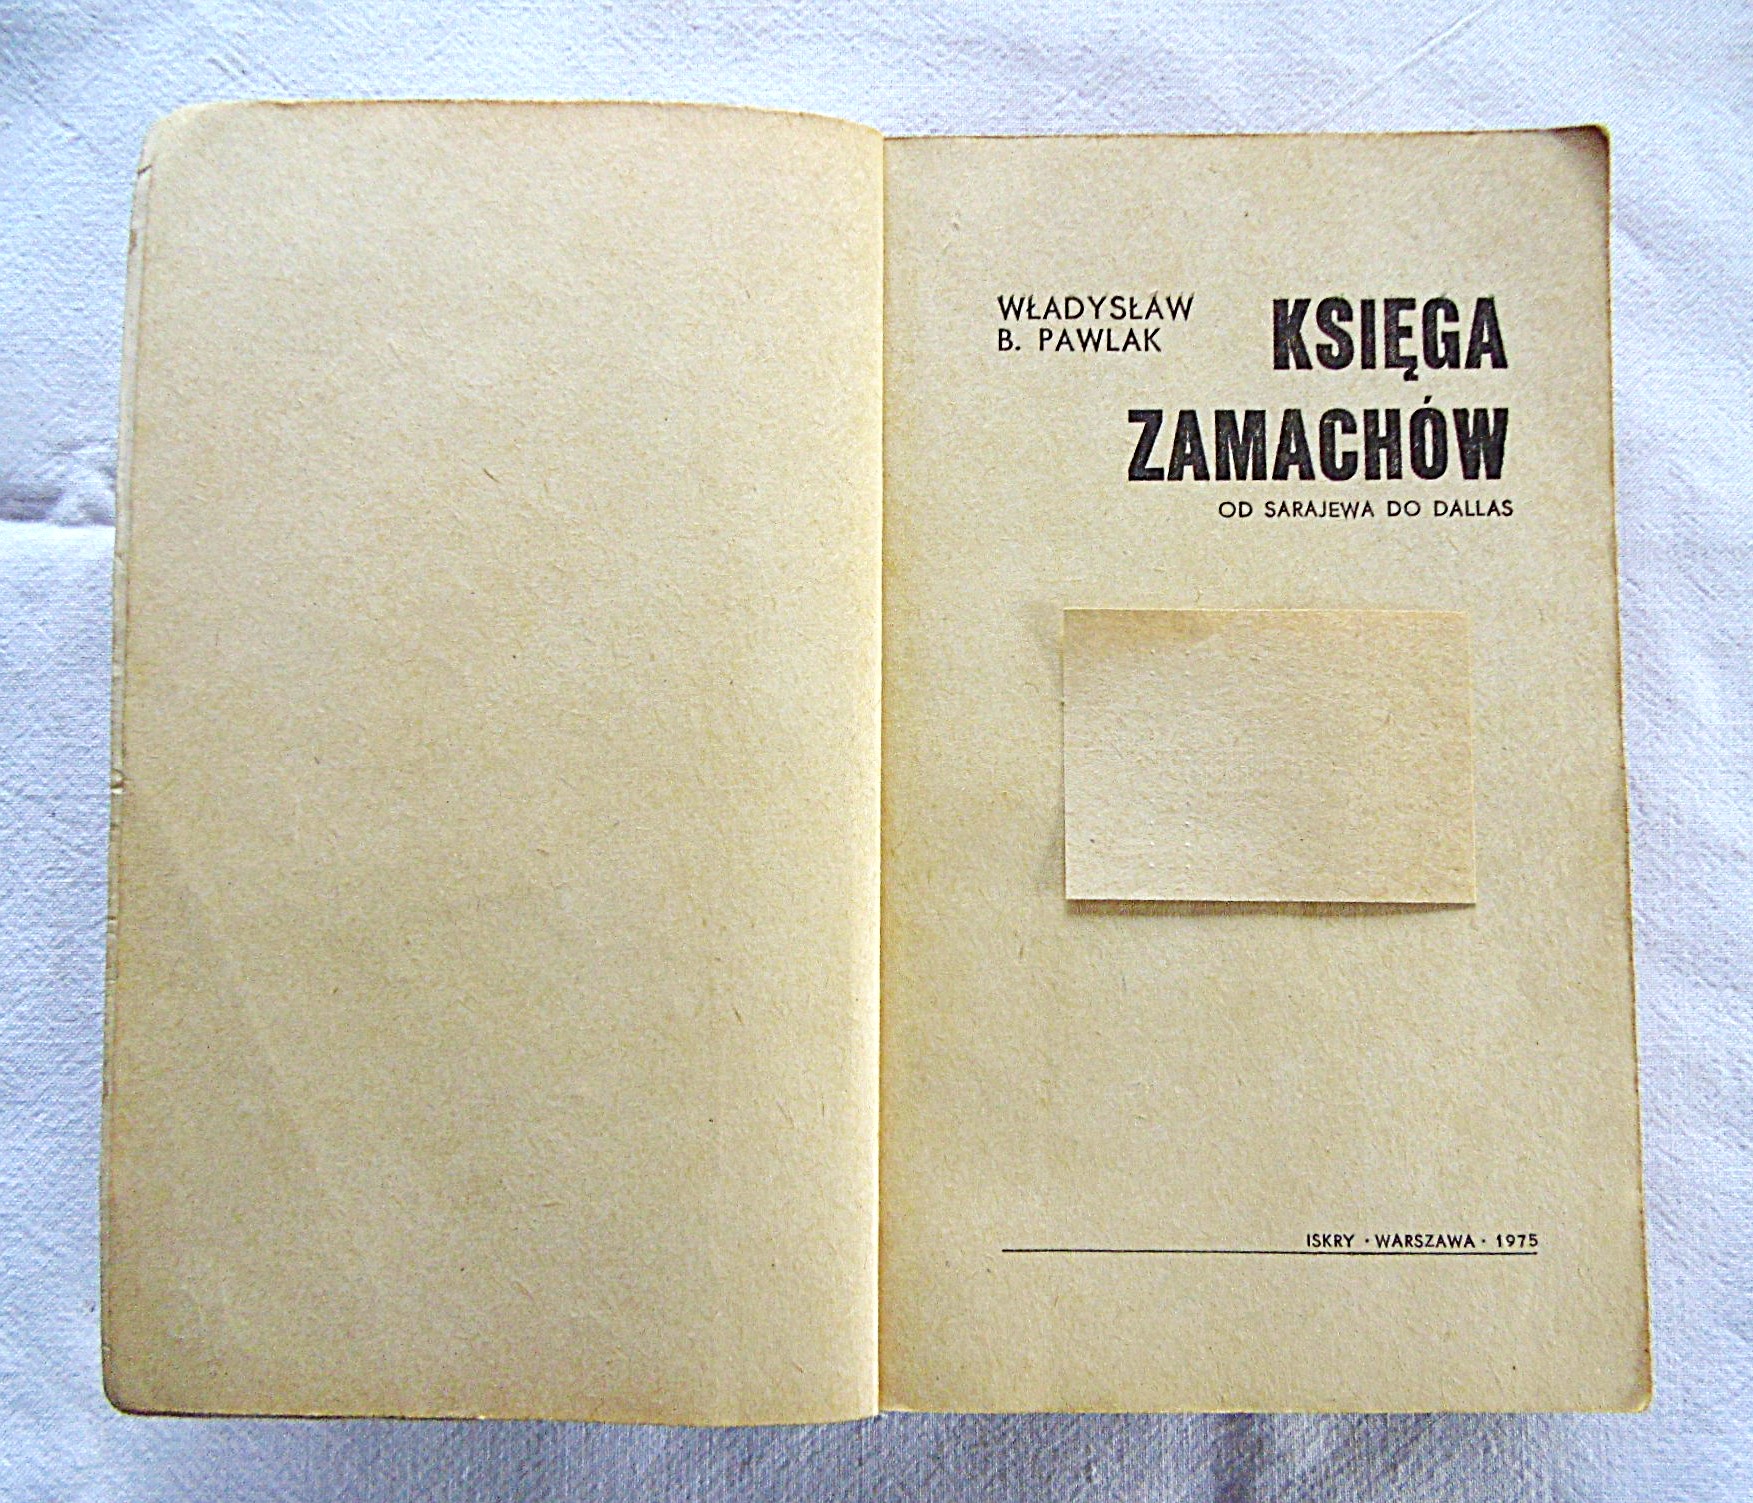 WŁADYSŁAW
B. PAWLAK
KSIĘGA
ZAMACHÓW
OD SARAJEWA DO DALLAS
ISKRY · WARSZAWA · 1975